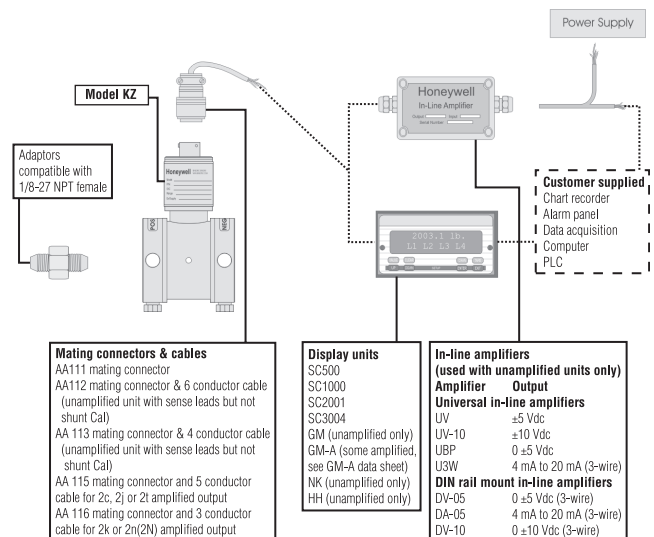 Power Supply
Model KZ
Honeywell
In-Line Amplifier
Output Input
Serial Number
Adaptors
compatible with
1/8-27 NPT female
Honeywell
POS
NEG
2003.1 lb.
L1 L2 L3 L4
Customer supplied
Chart recorder
Alarm panel
Data acquisition
Computer
PLC
Mating connectors & cables
AA111 mating connector
AA112 mating connector & 6 conductor cable
(unamplified unit with sense leads but not
shunt Cal)
AA 113 mating connector & 4 conductor cable
(unamplified unit with sense leads but not
shunt Cal)
AA 115 mating connector and 5 conductor
cable for 2c, 2j or 2t amplified output
AA 116 mating connector and 3 conductor
cable for 2k or 2n(2N) amplified output
Display units
SC500
SC1000
SC2001
SC3004
GM (unamplified only)
GM-A (some amplified,
see GM-A data sheet)
NK (unamplified only)
HH (unamplified only)
In-line amplifiers
(used with unamplified units only)
Amplifier Output
Universal in-line amplifiers
UV ±5 Vdc
UV-10 ±10 Vdc
UBP 0 ±5 Vdc
U3W 4 mA to 20 mA (3-wire)
DIN rail mount in-line amplifiers
DV-05 0 ±5 Vdc (3-wire)
DA-05 4 mA to 20 mA (3-wire)
DV-10 0 ±10 Vdc (3-wire)